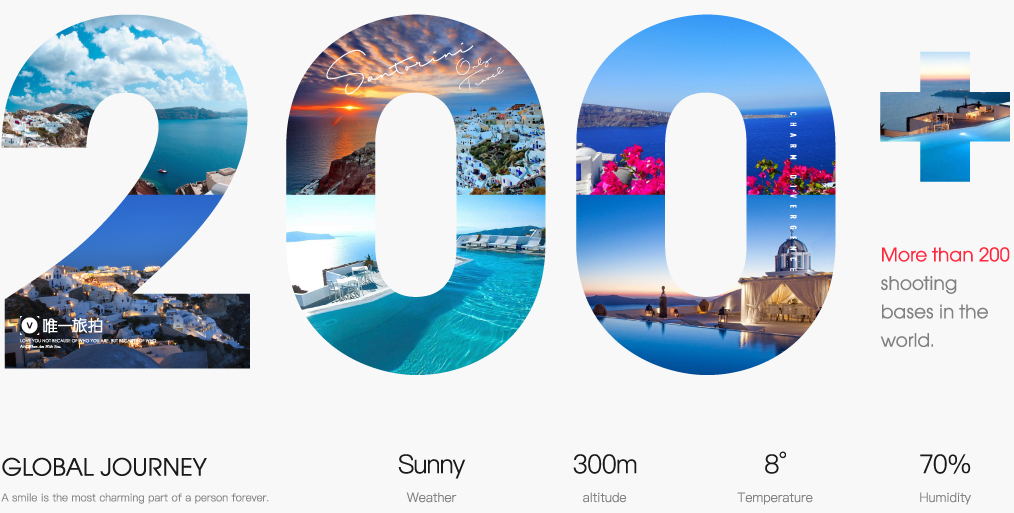 200+
Santorini
Only
Travel
CHARM DIVERGENT
唯一旅拍
LOVE YOU NOT BECAUSE OF WHO YOU ARE, BUT BECAUSE OF WHO
More than 200
shooting
bases in the
world.
GLOBAL JOURNEY
A smile is the most charming part of a person forever.
Sunny
Weather
300m
altitude
8°
Temperature
70%
Humidity